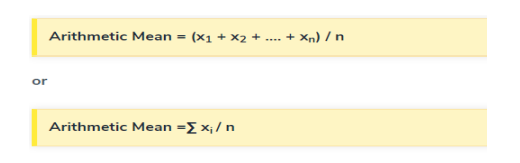 Arithmetic Mean = (x₁ + x₂ + .... + xₙ) / n
or
Arithmetic Mean =∑ xᵢ / n